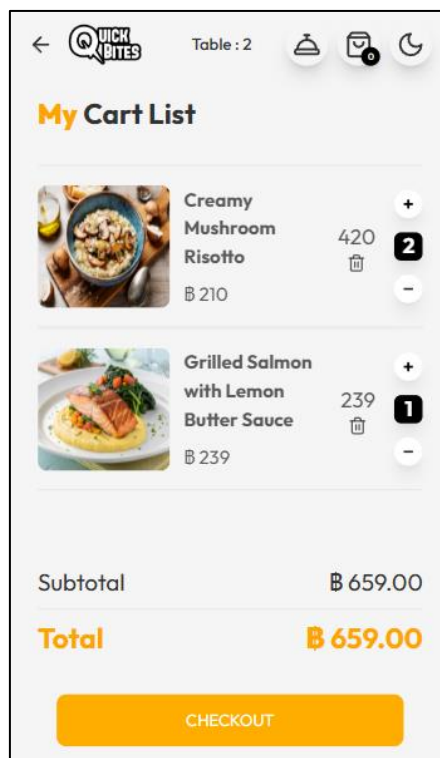 QUICK
BITES
Table : 2
0
My Cart List
Creamy
Mushroom
Risotto
฿ 210
420
+
2
-
Grilled Salmon
with Lemon
Butter Sauce
฿ 239
239
+
1
-
Subtotal ฿ 659.00
Total ฿ 659.00
CHECKOUT